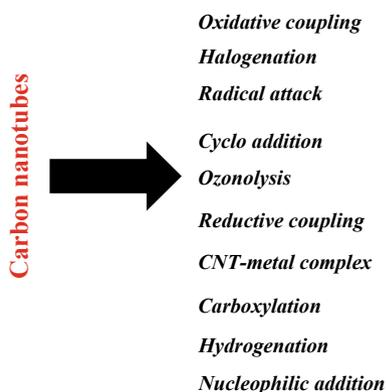 Carbon nanotubes
Oxidative coupling
Halogenation
Radical attack
Cyclo addition
Ozonolysis
Reductive coupling
CNT-metal complex
Carboxylation
Hydrogenation
Nucleophilic addition